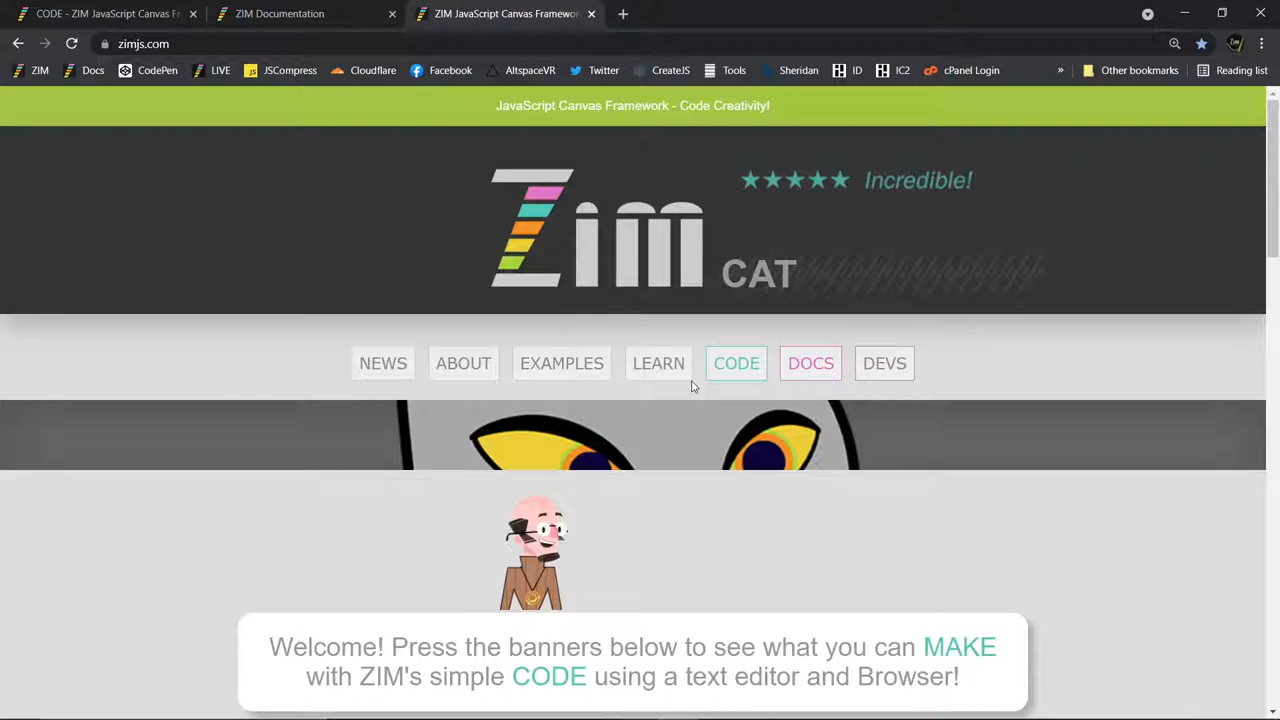 CODE - ZIM JavaScript Canvas Fr
ZIM Documentation
ZIM JavaScript Canvas Framewor
zimjs.com
ZIM
Docs
CodePen
LIVE
JSCompress
Cloudflare
Facebook
AltspaceVR
Twitter
CreateJS
Tools
Sheridan
ID
IC2
cPanel Login
»
Other bookmarks
Reading list
JavaScript Canvas Framework - Code Creativity!
★★★★★ Incredible!
Zim
CAT
NEWS
ABOUT
EXAMPLES
LEARN
CODE
DOCS
DEVS
Welcome! Press the banners below to see what you can MAKE
with ZIM's simple CODE using a text editor and Browser!